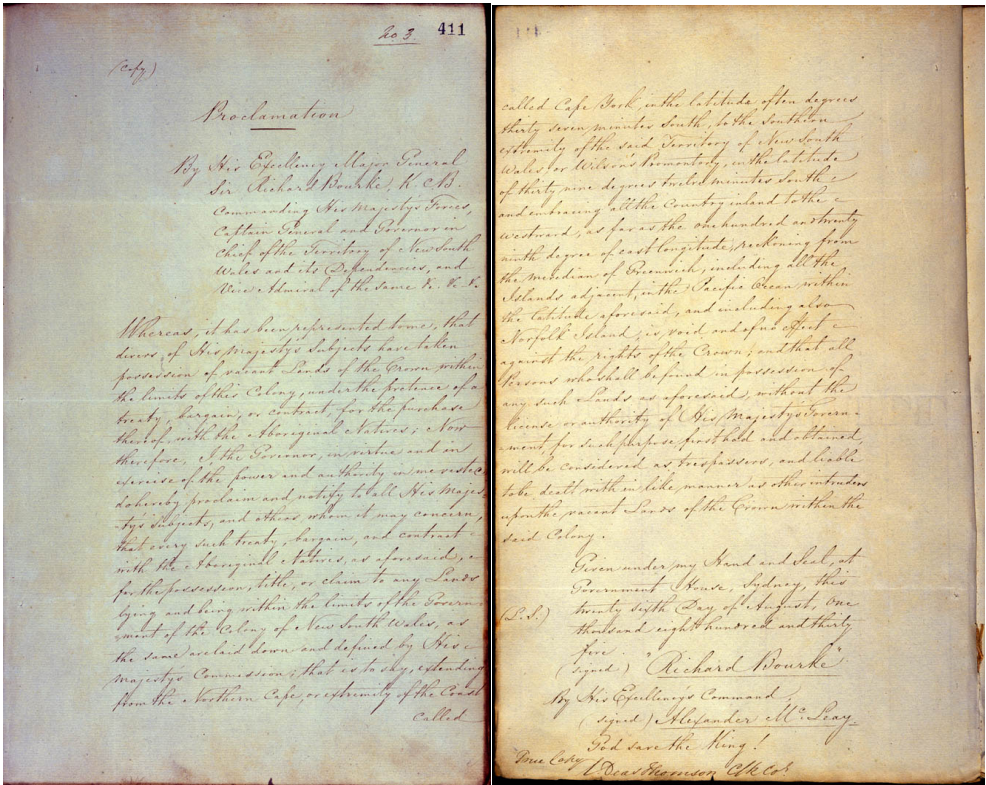 No 3 411
(Copy)
Proclamation
By His Excellency Major General
Sir Richard Bourke, K. C B.
Commanding His Majesty's Forces,
Captain General and Governor in
Chief of the Territory of New South
Wales and its Dependencies, and
Vice Admiral of the same &c. &c. &c.
Whereas, it has been represented to me, that
divers of His Majesty's Subjects have taken
possession of vacant Lands of the Crown within
the limits of this Colony, under the pretence of a
treaty, bargain, or contract, for the purchase
thereof, with the Aboriginal Natives; Now
therefore, I the Governor, in virtue and in
exercise of the power and authority in me vested
do hereby proclaim and notify to all His Majes-
-ty's Subjects, and others whom it may concern,
that every such treaty, bargain, and contract
with the Aboriginal Natives, as aforesaid,
for the possession, title, or claim to any Lands
lying and being within the limits of the Govern-
-ment of the Colony of New South Wales, as
the same are laid down and defined by His
Majesty's Commission; that is to say, extending
from the Northern Cape, or extremity of the Coast
called
called Cape York, in the latitude of ten degrees
thirty seven minutes South, to the Southern
extremity of the said Territory of New South
Wales, or Wilson's Promontory, in the latitude
of thirty nine degrees twelve minutes South
and embracing all the Country inland to the
westward, as far as the one hundred and twenty
ninth degree of east longitude, reckoning from
the meridian of Greenwich, including all the
Islands adjacent, in the Pacific Ocean within
the latitude aforesaid, and including also
Norfolk Island, is void and of no effect
against the rights of the Crown; and that all
Persons who shall be found in possession of
any such Lands as aforesaid, without the
license or authority of His Majesty's Govern-
-ment, for such purpose first had and obtained,
will be considered as trespassers, and liable
to be dealt with in like manner as other intruders
upon the vacant Lands of the Crown within the
said Colony.
Given under my Hand and Seal, at
Government House, Sydney, this
(L.S.) twenty sixth Day of August, One
thousand eight hundred and thirty
five.
(signed) "Richard Bourke"
By His Excellency's Command,
(signed) Alexander McLeay
God save the King!
True Copy
Deas Thomson Clk Col